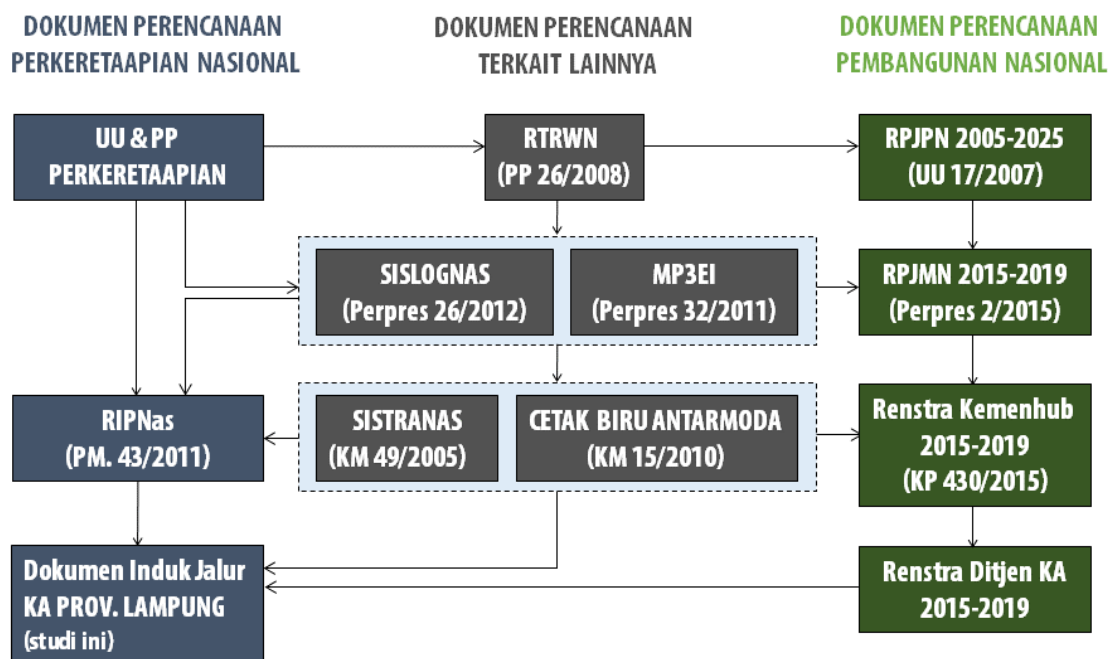 DOKUMEN PERENCANAAN
PERKERETAAPIAN NASIONAL
DOKUMEN PERENCANAAN
TERKAIT LAINNYA
DOKUMEN PERENCANAAN
PEMBANGUNAN NASIONAL
UU & PP
PERKERETAAPIAN
RTRWN
(PP 26/2008)
RPJPN 2005-2025
(UU 17/2007)
SISLOGNAS
(Perpres 26/2012)
MP3EI
(Perpres 32/2011)
RPJMN 2015-2019
(Perpres 2/2015)
RIPNas
(PM. 43/2011)
SISTRANAS
(KM 49/2005)
CETAK BIRU ANTARMODA
(KM 15/2010)
Renstra Kemenhub
2015-2019
(KP 430/2015)
Dokumen Induk Jalur
KA PROV. LAMPUNG
(studi ini)
Renstra Ditjen KA
2015-2019